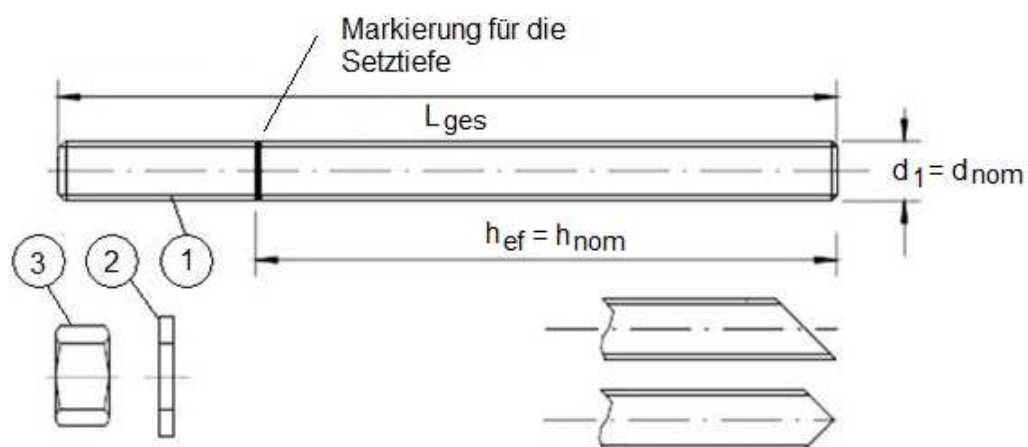 Markierung für die
Setztiefe
L ges
d 1 = d nom
h ef = h nom
3
2
1